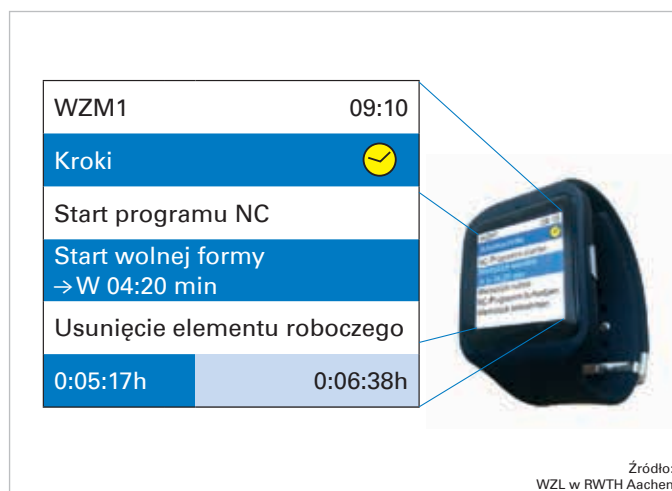 WZM1 09:10
Kroki
Start programu NC
Start wolnej formy
→W 04:20 min
Usunięcie elementu roboczego
0:05:17h 0:06:38h
Źródło:
WZL w RWTH Aachen